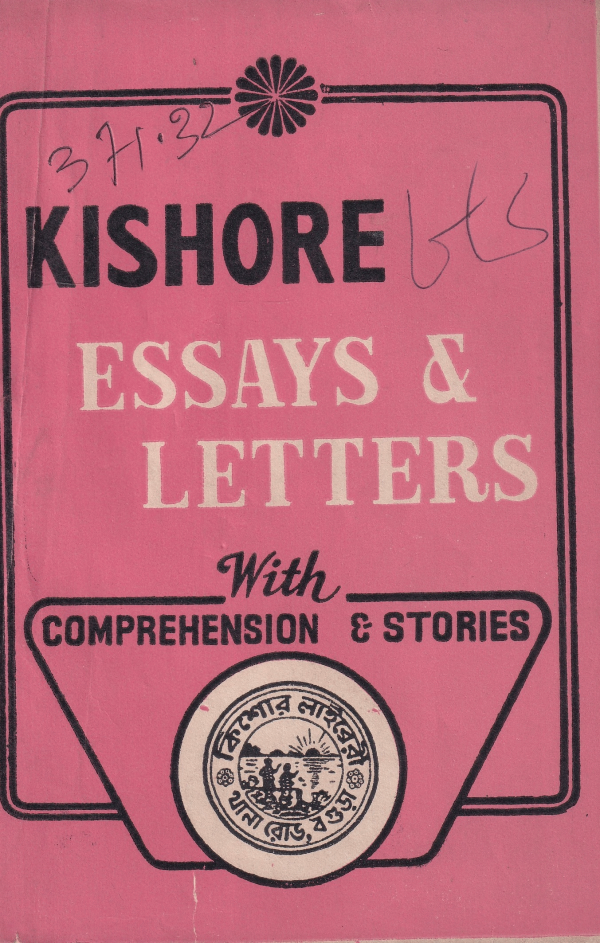 371.32
KISHORE
ESSAYS &
LETTERS
With
COMPREHENSION & STORIES
কিশোর লাইব্রেরী
থানা রোড, বগুড়া